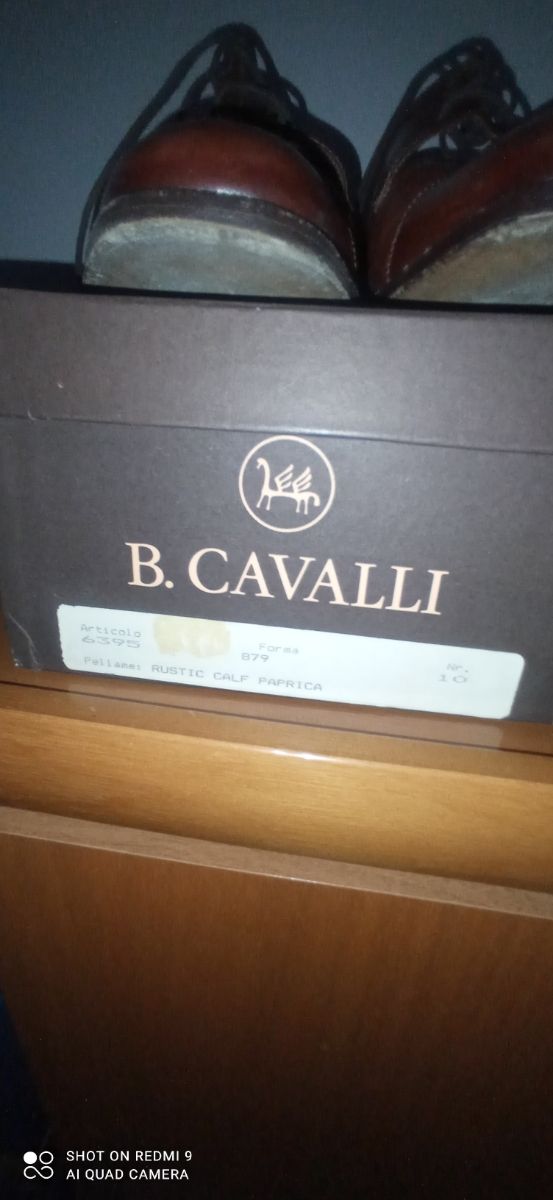 B. CAVALLI
Articolo Forma Nr.
6395 879 10
Pellame: RUSTIC CALF PAPRICA
SHOT ON REDMI 9
AI QUAD CAMERA